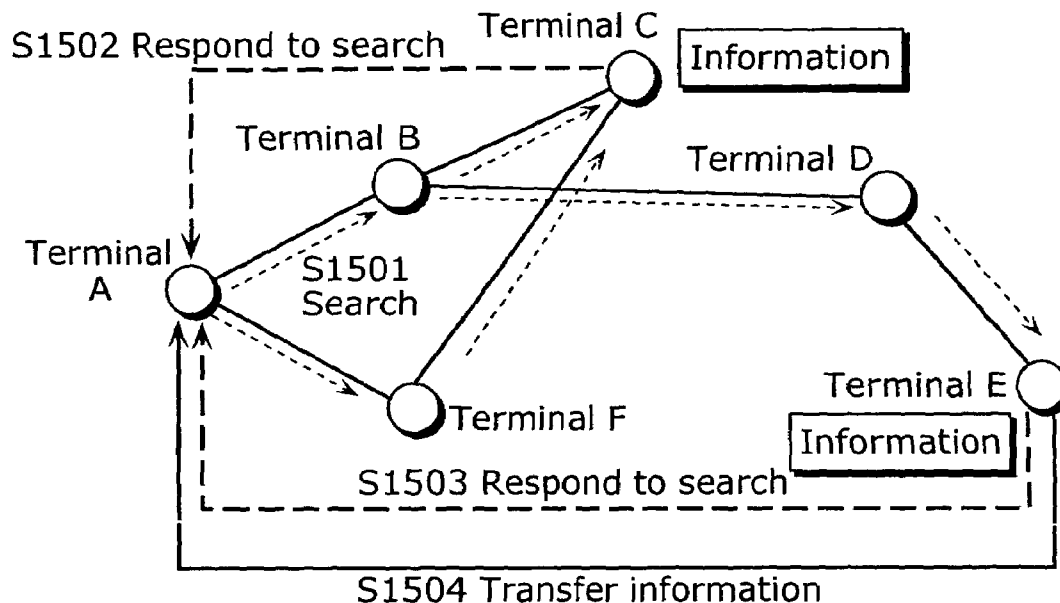 Terminal C
S1502 Respond to search
Information
Terminal B
Terminal D
Terminal
A
S1501
Search
Terminal E
Terminal F
Information
S1503 Respond to search
S1504 Transfer information